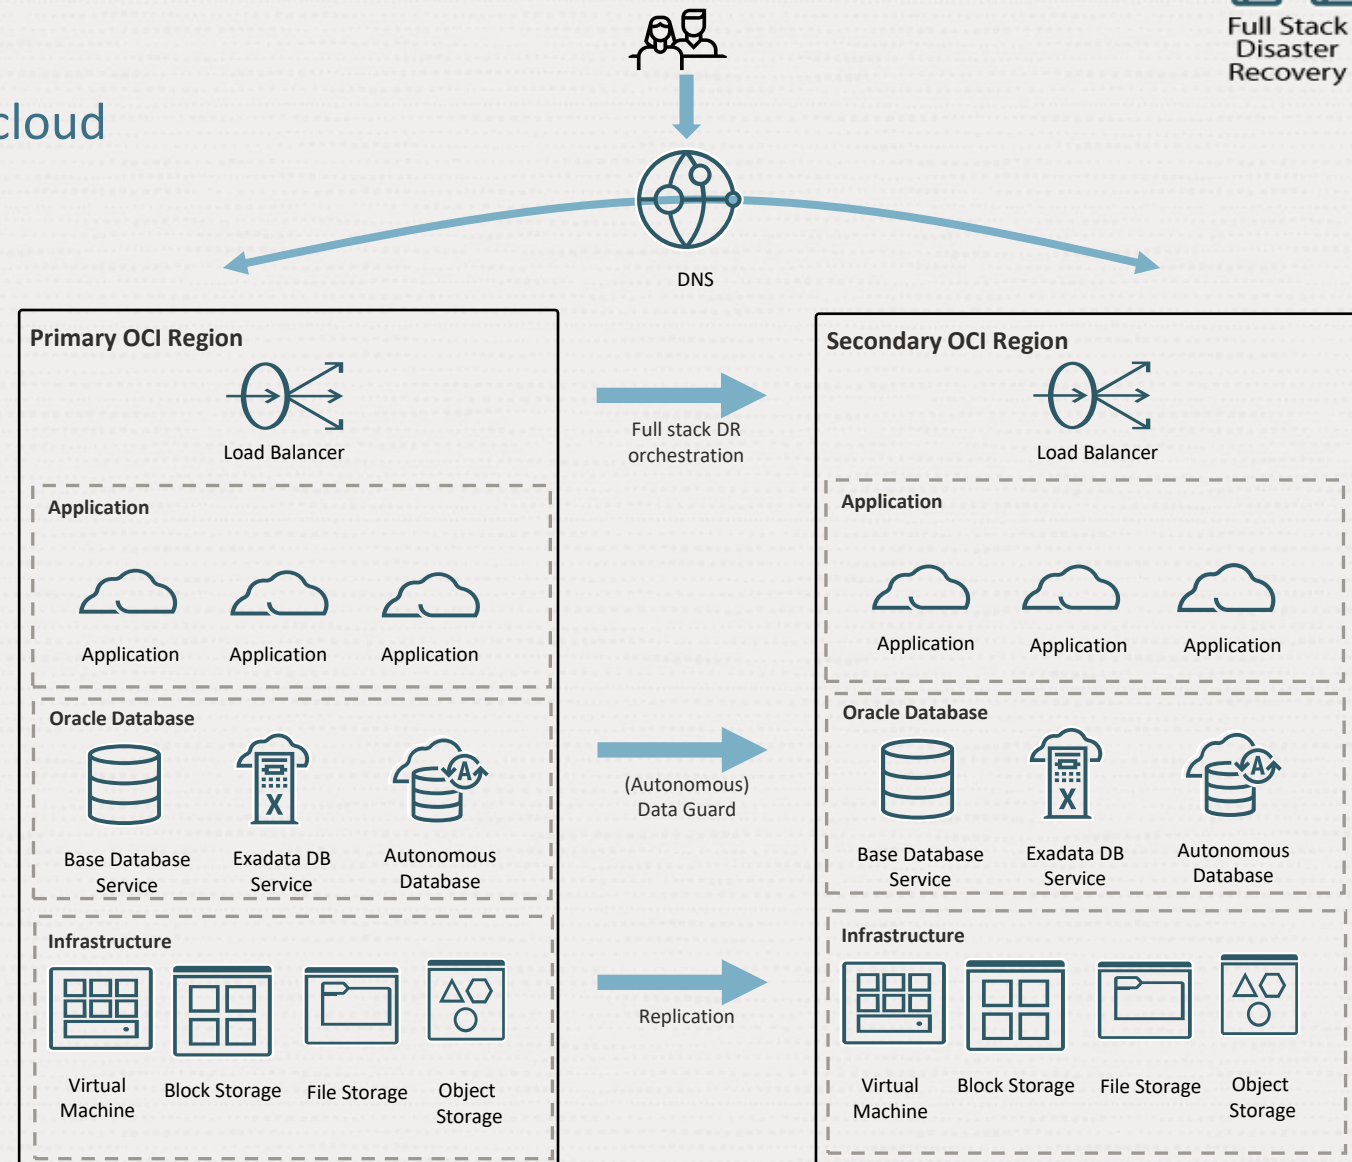 Full Stack
Disaster
Recovery
cloud
DNS
Primary OCI Region
Load Balancer
Application
Application
Application
Application
Oracle Database
X
A
Base Database
Service
Exadata DB
Service
Autonomous
Database
Infrastructure
Virtual
Machine
Block Storage
File Storage
Object
Storage
Full stack DR
orchestration
(Autonomous)
Data Guard
Replication
Secondary OCI Region
Load Balancer
Application
Application
Application
Application
Oracle Database
X
A
Base Database
Service
Exadata DB
Service
Autonomous
Database
Infrastructure
Virtual
Machine
Block Storage
File Storage
Object
Storage